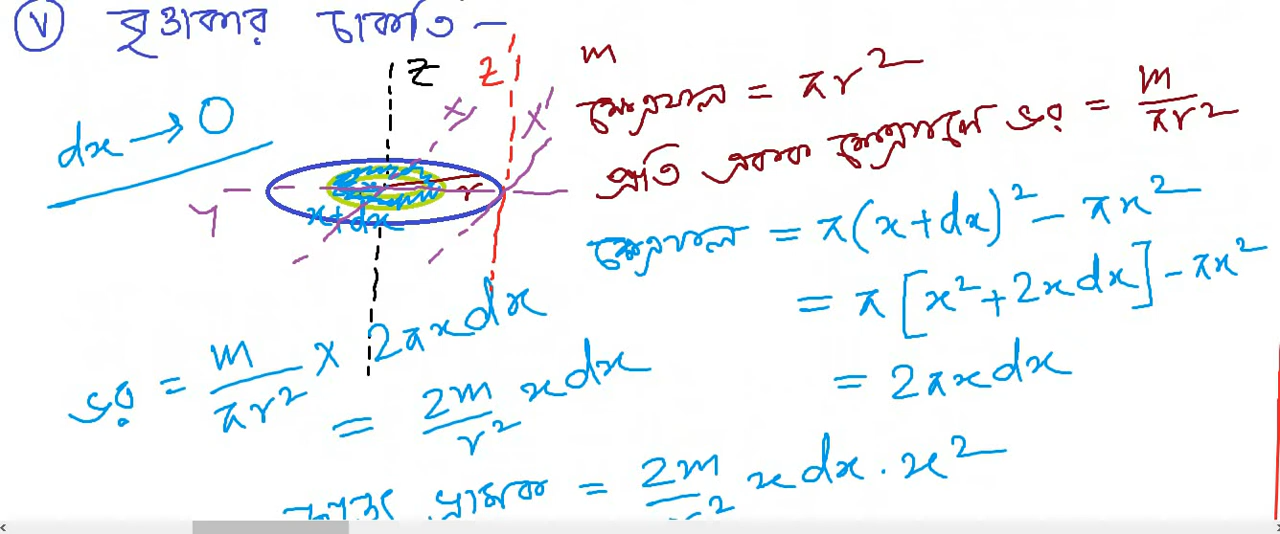 (v) বৃত্তাকার চাকতি -
m
Z Z' X X'
ক্ষেত্রফল = πr²
dx → 0
প্রতি একক ক্ষেত্রফলে ভর = m/πr²
Y r
x+dx
ক্ষেত্রফল = π(x+dx)² - πx²
= π[x²+2xdx] - πx²
= 2πxdx
ভর = m/πr² × 2πxdx
= 2m/r² xdx
জড়তার ভ্রামক = 2m/r² xdx.x²